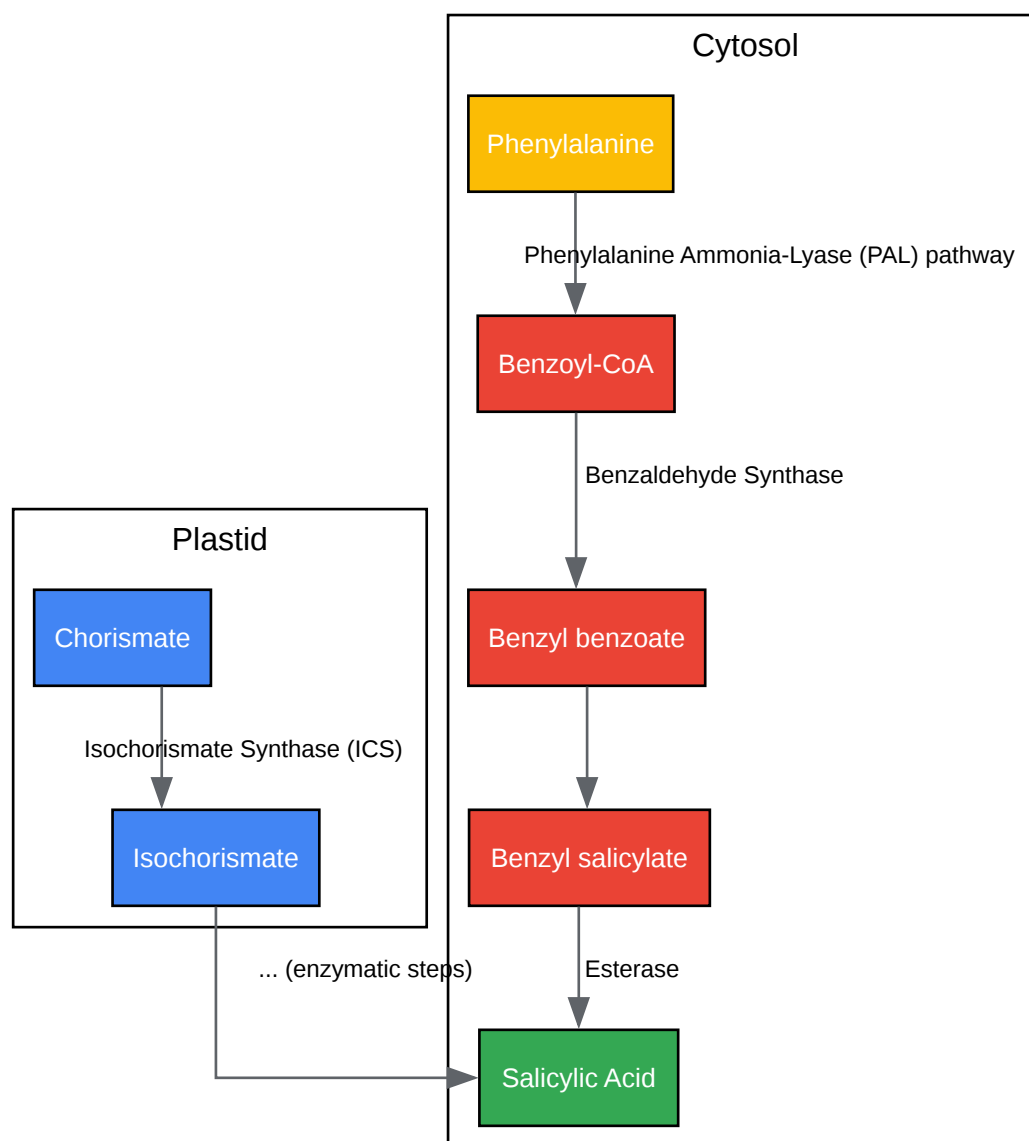 Cytosol
Phenylalanine
Phenylalanine Ammonia-Lyase (PAL) pathway
Benzoyl-CoA
Benzaldehyde Synthase
Plastid
Chorismate
Benzyl benzoate
Isochorismate Synthase (ICS)
Isochorismate
Benzyl salicylate
... (enzymatic steps)
Esterase
Salicylic Acid